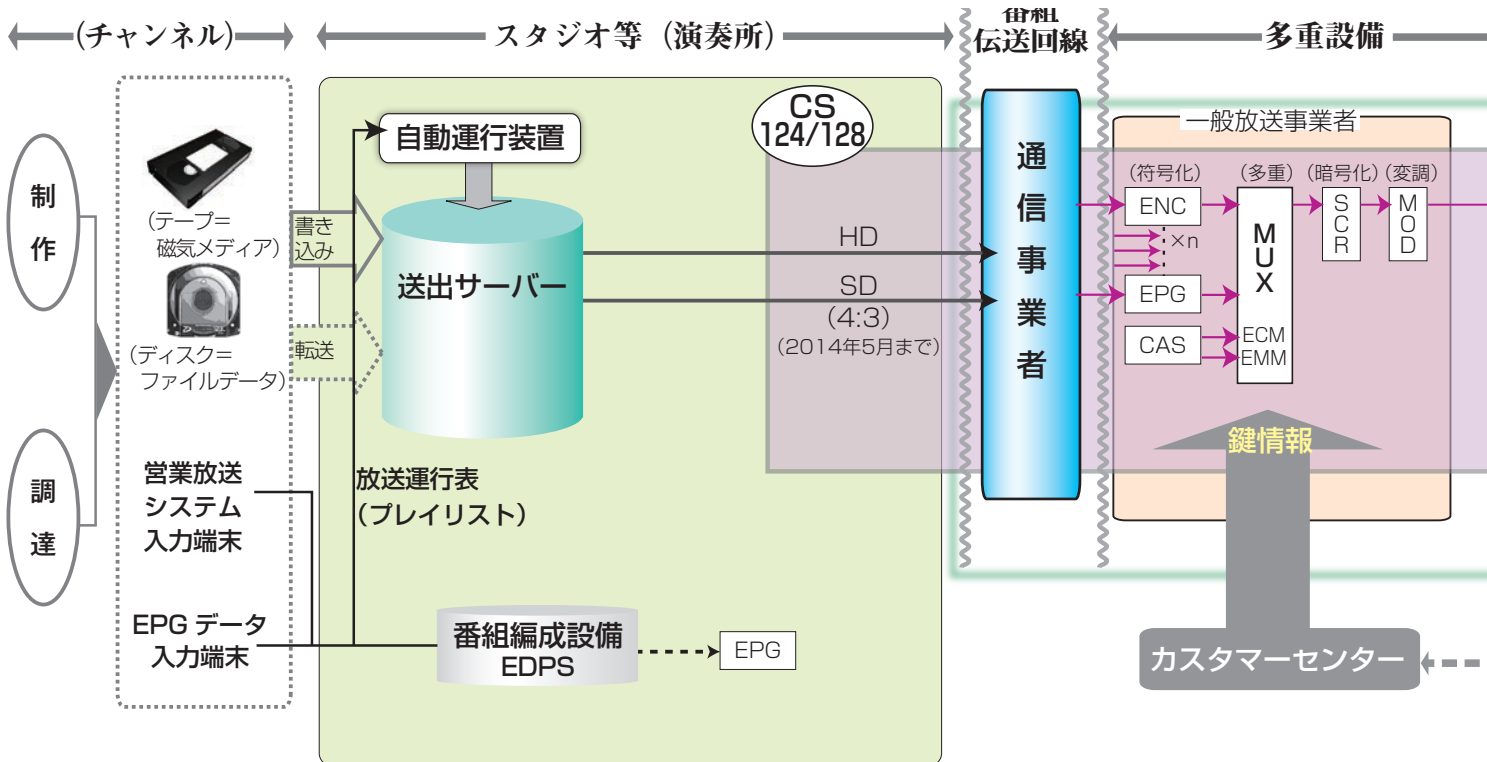 (チャンネル)
スタジオ等（演奏所）
番組
伝送回線
多重設備
制作
調達
（テープ＝
磁気メディア）
（ディスク＝
ファイルデータ）
営業放送
システム
入力端末
EPG データ
入力端末
書き
込み
転送
自動運行装置
送出サーバー
放送運行表
（プレイリスト）
番組編成設備
EDPS
EPG
CS
124/128
HD
SD
（4:3）
（2014年5月まで）
通信事業者
一般放送事業者
（符号化）
（多重）
（暗号化）
（変調）
ENC
×n
EPG
CAS
MUX
ECM
EMM
SCR
MOD
鍵情報
カスタマーセンター